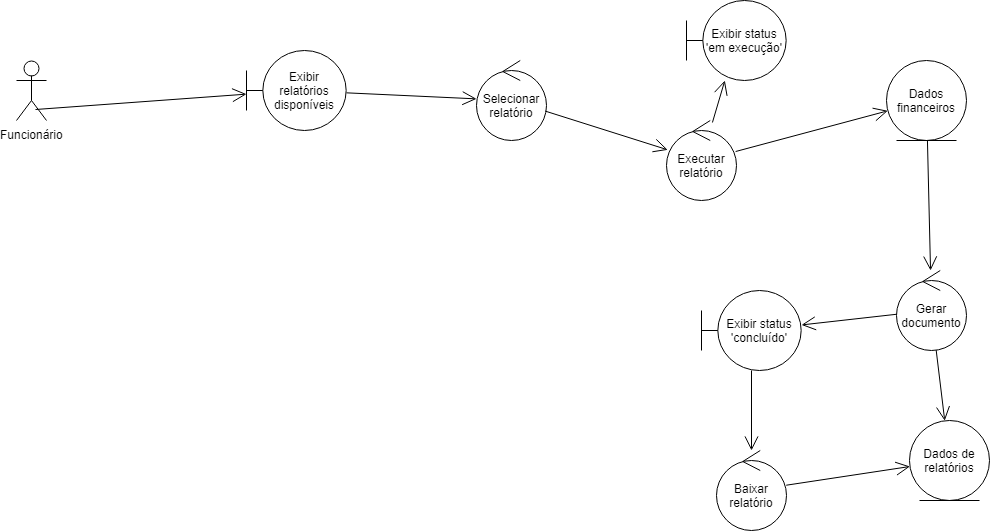 Funcionário
Exibir
relatórios
disponíveis
Selecionar
relatório
Exibir status
'em execução'
Executar
relatório
Dados
financeiros
Gerar
documento
Exibir status
'concluído'
Baixar
relatório
Dados de
relatórios